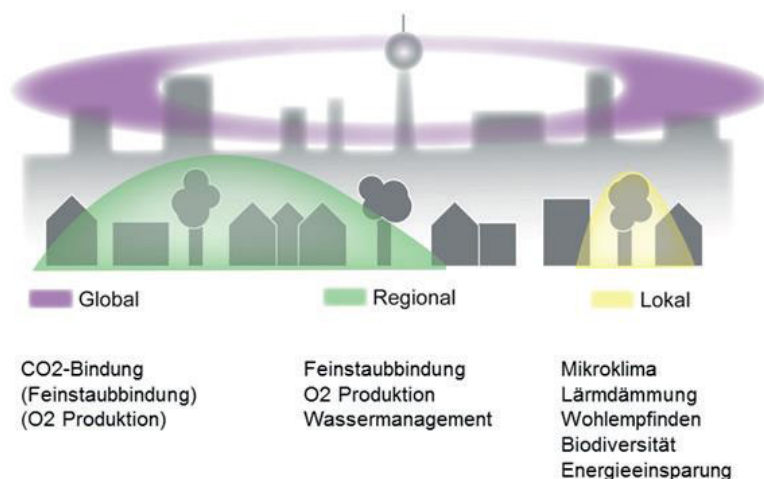 Global
Regional
Lokal
CO2-Bindung
(Feinstaubbindung)
(O2 Produktion)
Feinstaubbindung
O2 Produktion
Wassermanagement
Mikroklima
Lärmdämmung
Wohlempfinden
Biodiversität
Energieeinsparung